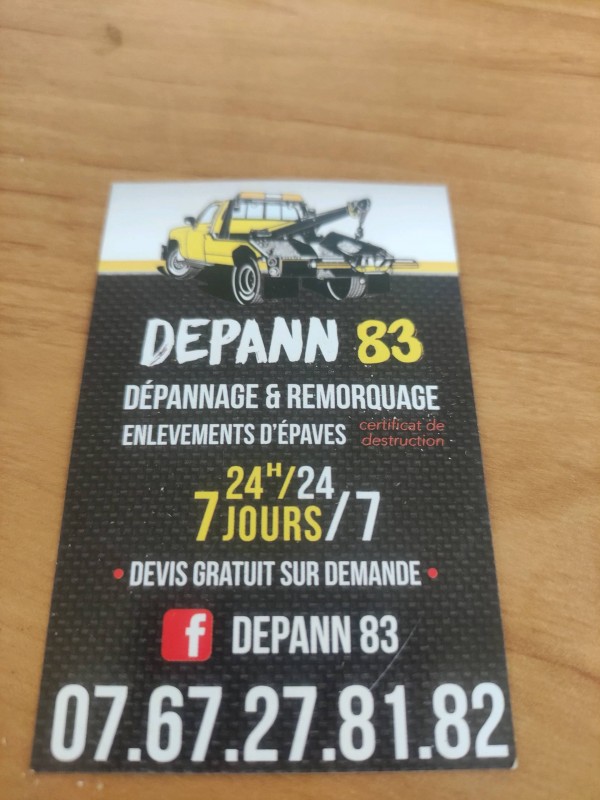 DEPANN 83
DÉPANNAGE & REMORQUAGE
ENLEVEMENTS D'ÉPAVES certificat de destruction
24H/24
7 JOURS/7
• DEVIS GRATUIT SUR DEMANDE •
f DEPANN 83
07.67.27.81.82